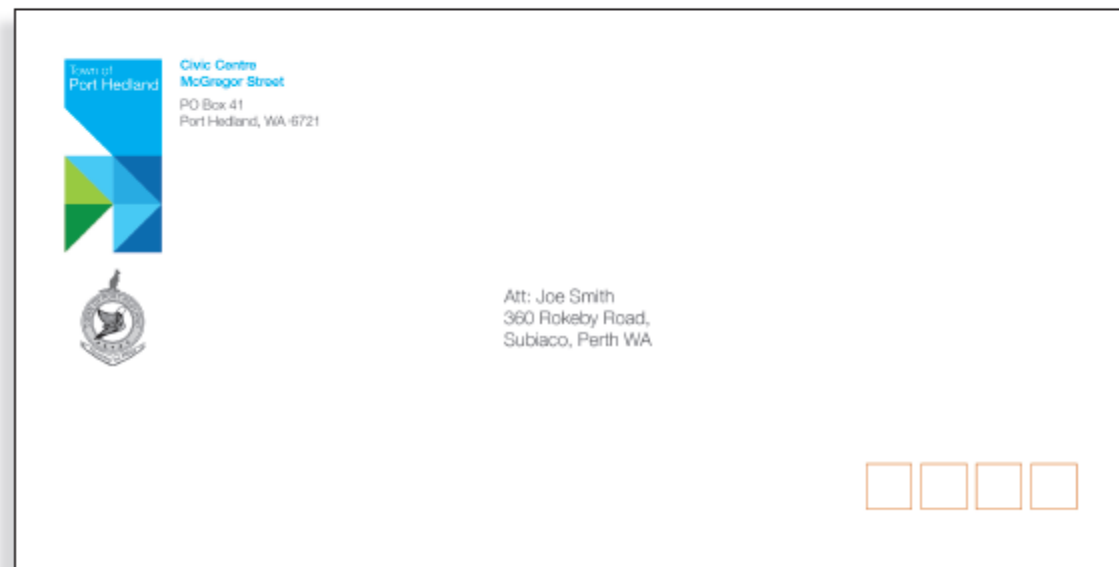 Town of
Port Hedland
Civic Centre
McGregor Street
PO Box 41
Port Hedland, WA 6721
Att: Joe Smith
360 Rokeby Road,
Subiaco, Perth WA